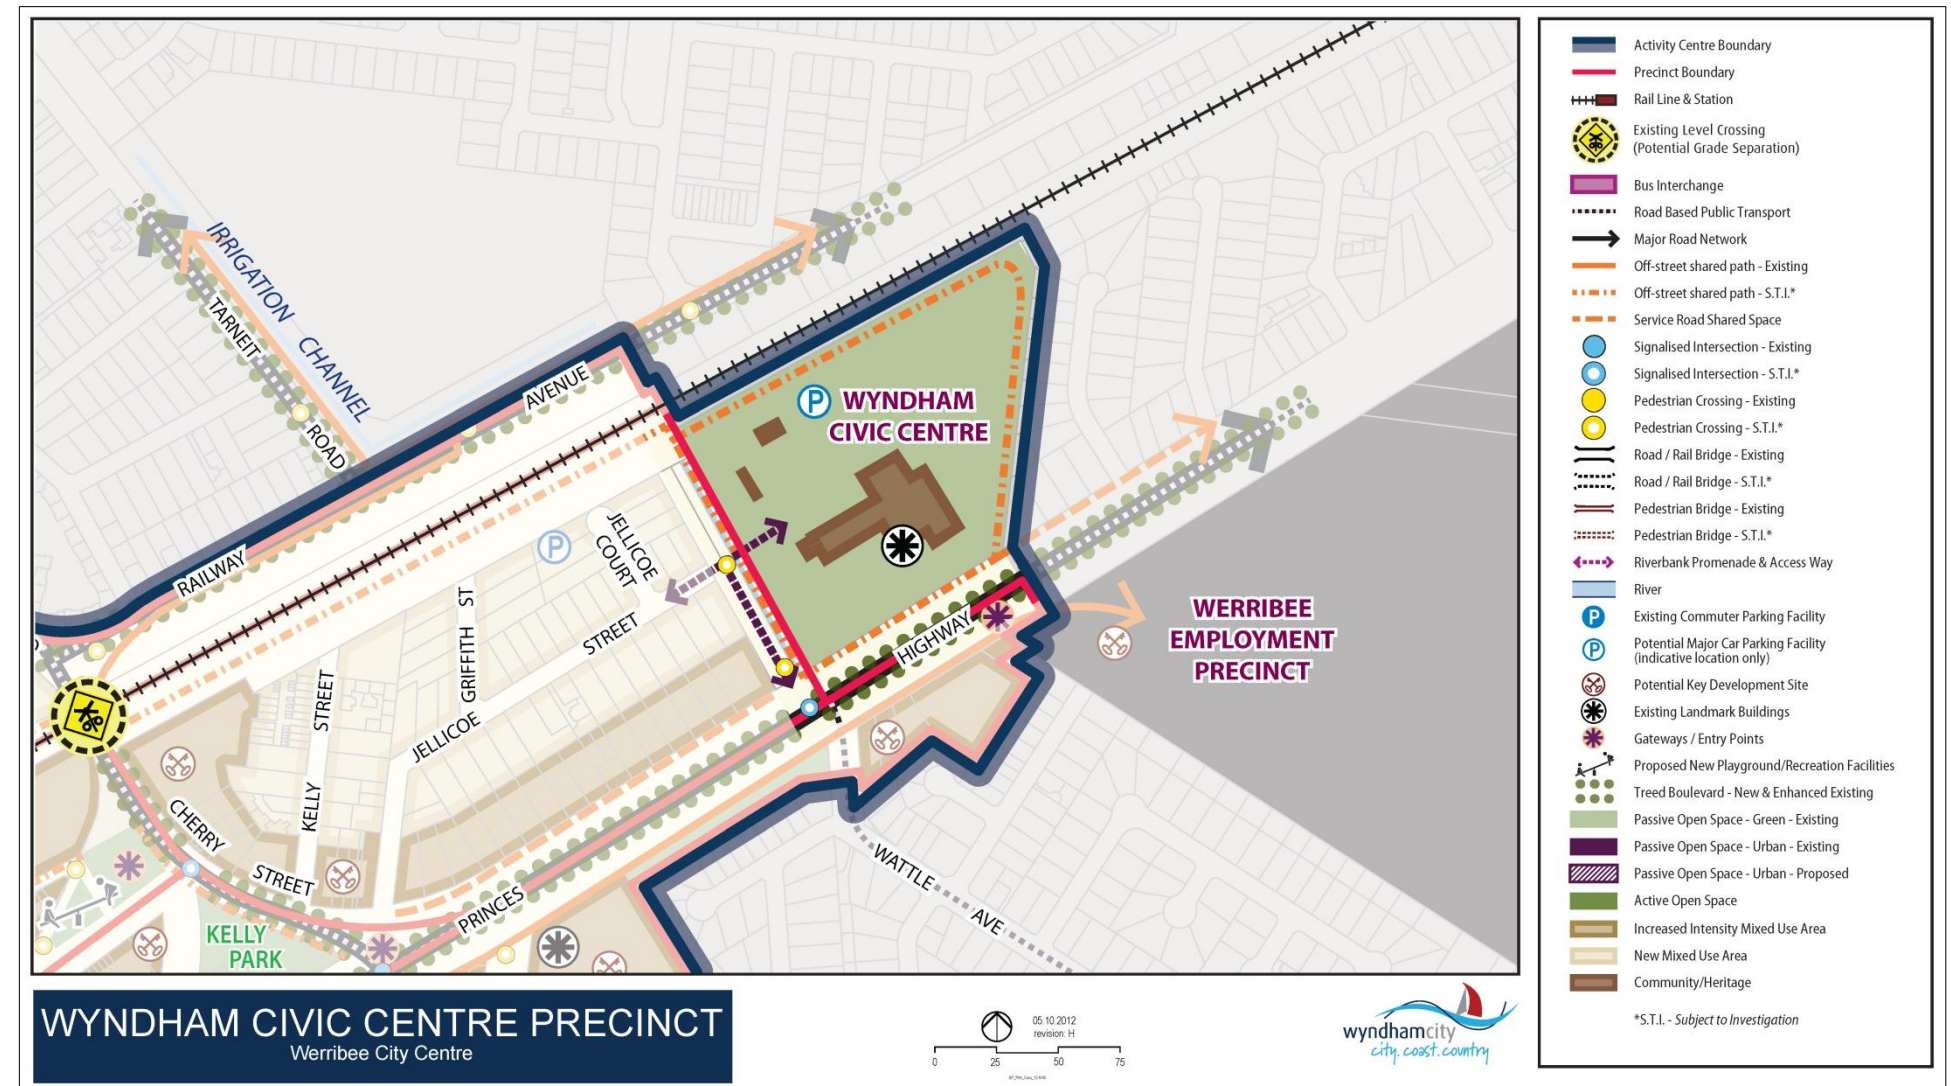 IRRIGATION CHANNEL
TARNEIT ROAD
AVENUE
RAILWAY
WYNDHAM
CIVIC CENTRE
P
P
JELLICOE
COURT
GRIFFITH ST
STREET
JELLICOE
KELLY STREET
HIGHWAY
PRINCES
CHERRY
STREET
WATTLE
AVE
KELLY
PARK
WERRIBEE
EMPLOYMENT
PRECINCT
Activity Centre Boundary
Precinct Boundary
Rail Line & Station
Existing Level Crossing
(Potential Grade Separation)
Bus Interchange
Road Based Public Transport
Major Road Network
Off-street shared path - Existing
Off-street shared path - S.T.I.*
Service Road Shared Space
Signalised Intersection - Existing
Signalised Intersection - S.T.I.*
Pedestrian Crossing - Existing
Pedestrian Crossing - S.T.I.*
Road / Rail Bridge - Existing
Road / Rail Bridge - S.T.I.*
Pedestrian Bridge - Existing
Pedestrian Bridge - S.T.I.*
Riverbank Promenade & Access Way
River
P Existing Commuter Parking Facility
P Potential Major Car Parking Facility
(indicative location only)
Potential Key Development Site
Existing Landmark Buildings
Gateways / Entry Points
Proposed New Playground/Recreation Facilities
Treed Boulevard - New & Enhanced Existing
Passive Open Space - Green - Existing
Passive Open Space - Urban - Existing
Passive Open Space - Urban - Proposed
Active Open Space
Increased Intensity Mixed Use Area
New Mixed Use Area
Community/Heritage
*S.T.I. - Subject to Investigation
WYNDHAM CIVIC CENTRE PRECINCT
Werribee City Centre
05.10.2012
revision: H
0 25 50 75
wyndhamcity
city. coast. country